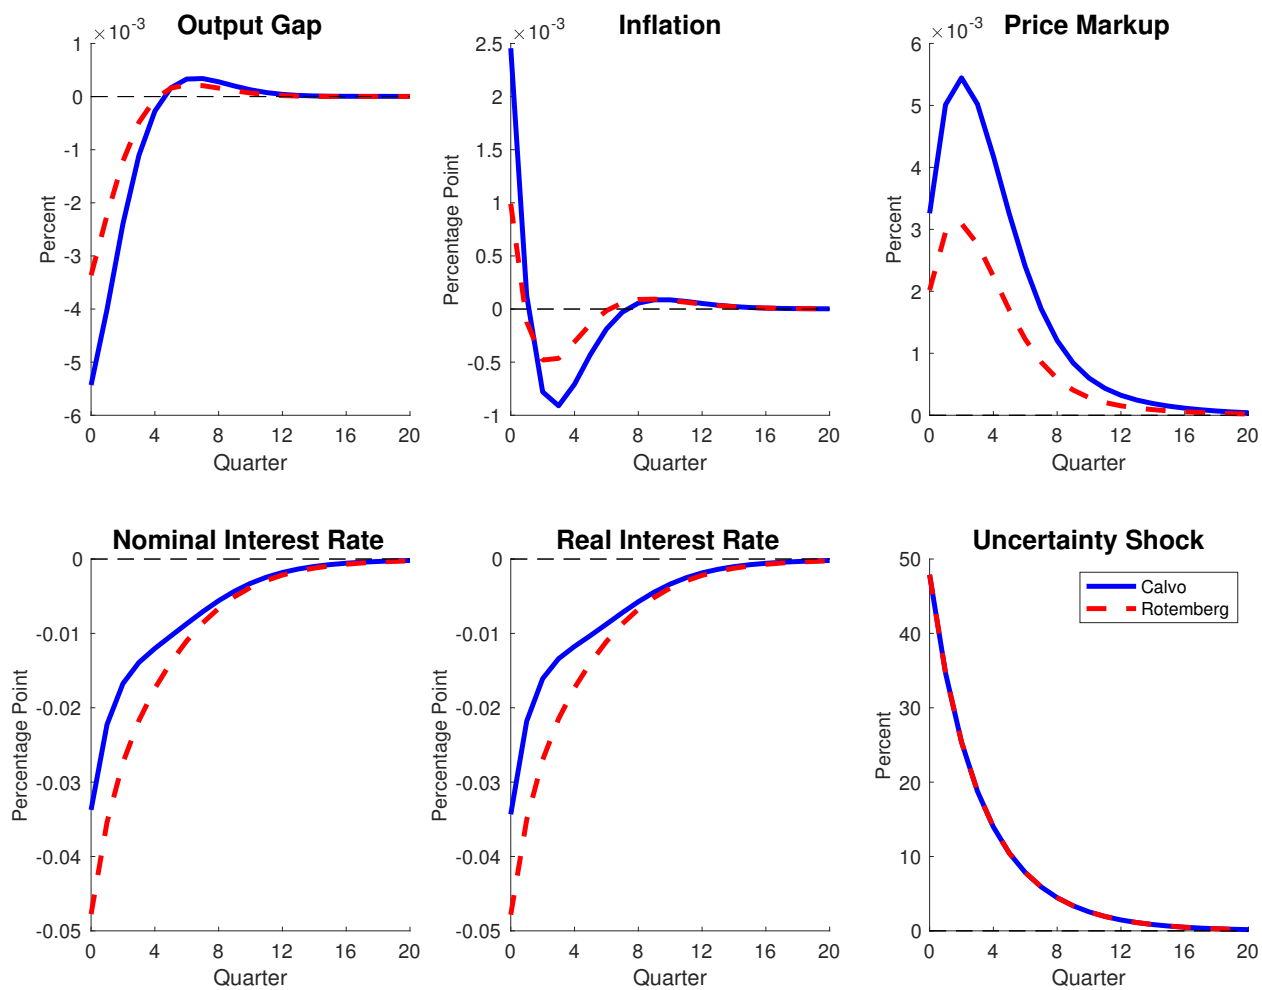 Output Gap
×10⁻³
1
0
-1
-2
-3
-4
-5
-6
Percent
0 4 8 12 16 20
Quarter
Inflation
×10⁻³
2.5
2
1.5
1
0.5
0
-0.5
-1
Percentage Point
0 4 8 12 16 20
Quarter
Price Markup
×10⁻³
6
5
4
3
2
1
0
Percent
0 4 8 12 16 20
Quarter
Nominal Interest Rate
0
-0.01
-0.02
-0.03
-0.04
-0.05
Percentage Point
0 4 8 12 16 20
Quarter
Real Interest Rate
0
-0.01
-0.02
-0.03
-0.04
-0.05
Percentage Point
0 4 8 12 16 20
Quarter
Uncertainty Shock
50
40
30
20
10
0
Percent
Calvo
Rotemberg
0 4 8 12 16 20
Quarter